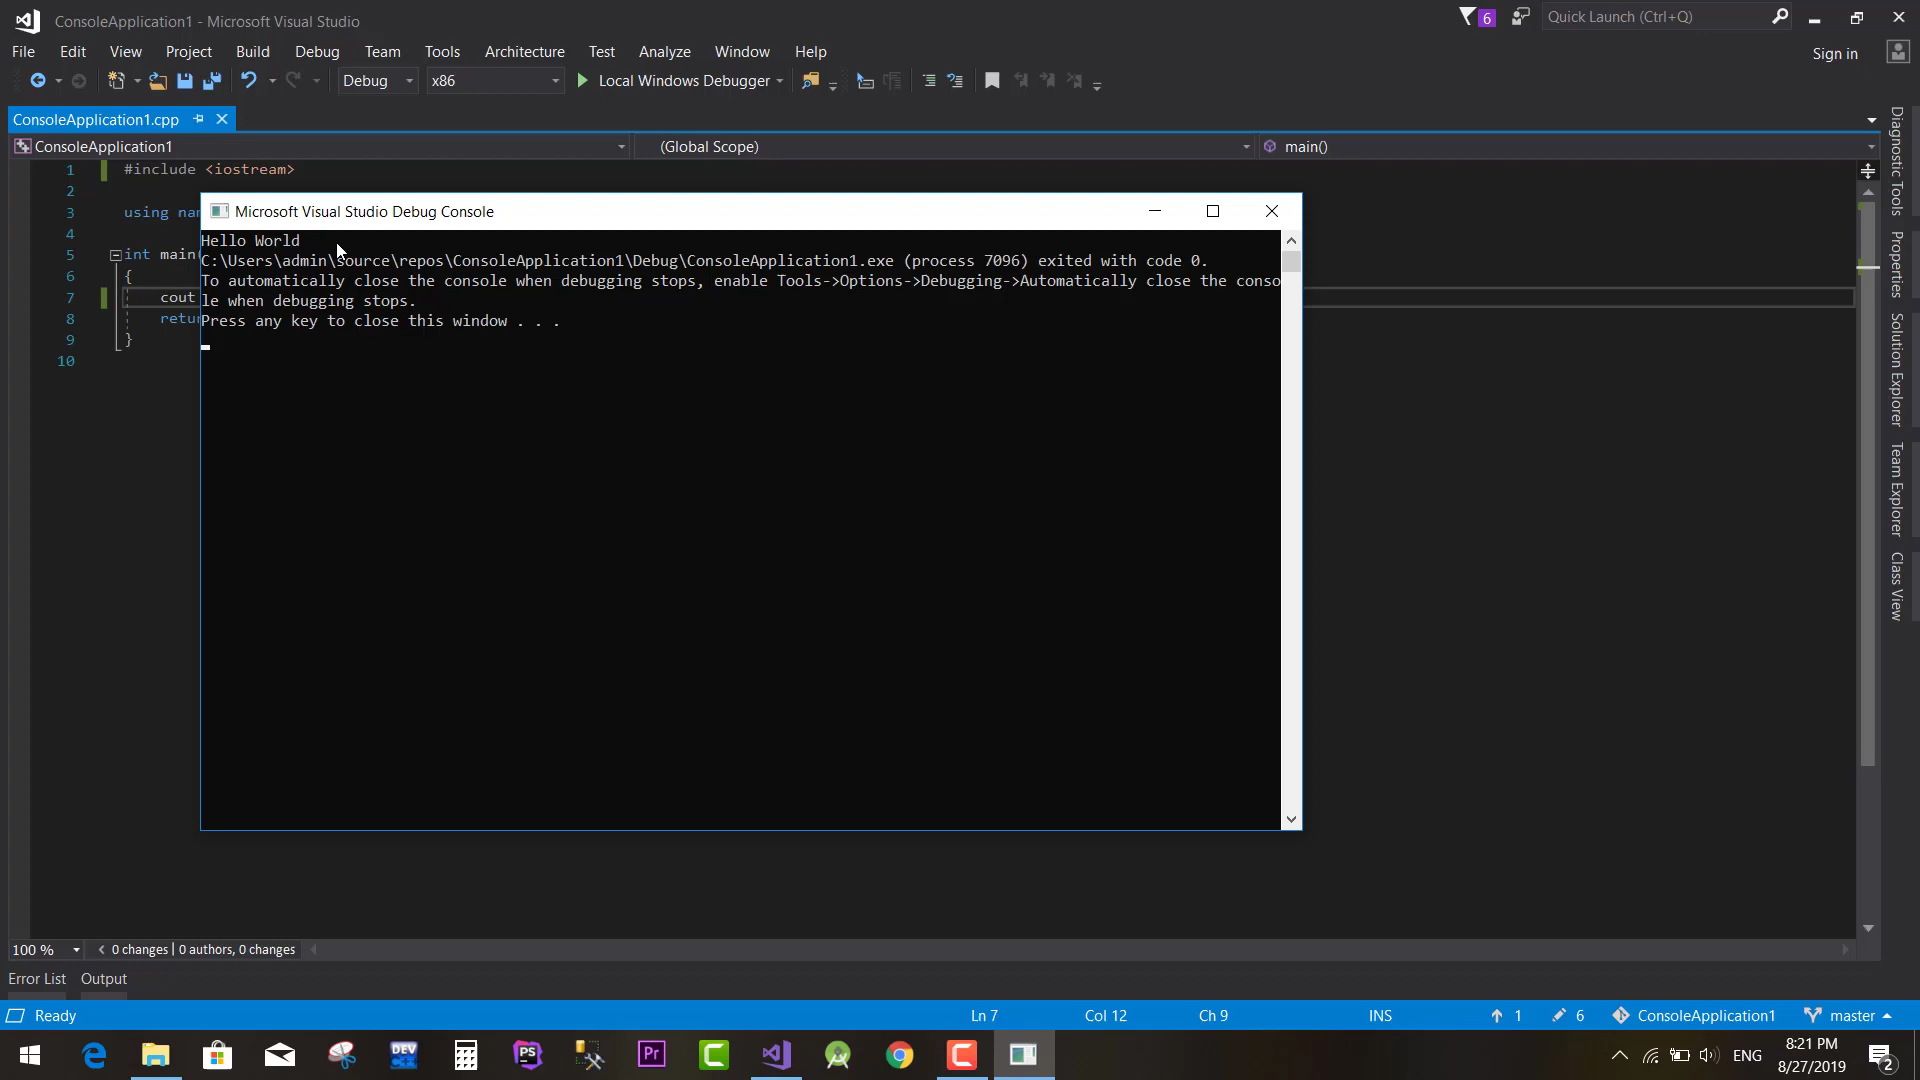 ConsoleApplication1 - Microsoft Visual Studio
6
Quick Launch (Ctrl+Q)
File Edit View Project Build Debug Team Tools Architecture Test Analyze Window Help
Sign in
Debug x86 Local Windows Debugger
ConsoleApplication1.cpp
ConsoleApplication1 (Global Scope) main()
1 #include <iostream>
2
3 using nam
4
5 int main
6 {
7 cout
8 retur
9 }
10
Microsoft Visual Studio Debug Console
Hello World
C:\Users\admin\source\repos\ConsoleApplication1\Debug\ConsoleApplication1.exe (process 7096) exited with code 0.
To automatically close the console when debugging stops, enable Tools->Options->Debugging->Automatically close the conso
le when debugging stops.
Press any key to close this window . . .
Diagnostic Tools
Properties
Solution Explorer
Team Explorer
Class View
100 % 0 changes | 0 authors, 0 changes
Error List Output
Ready Ln 7 Col 12 Ch 9 INS 1 6 ConsoleApplication1 master
DEV
PS
Pr
C
C
ENG
8:21 PM
8/27/2019
2